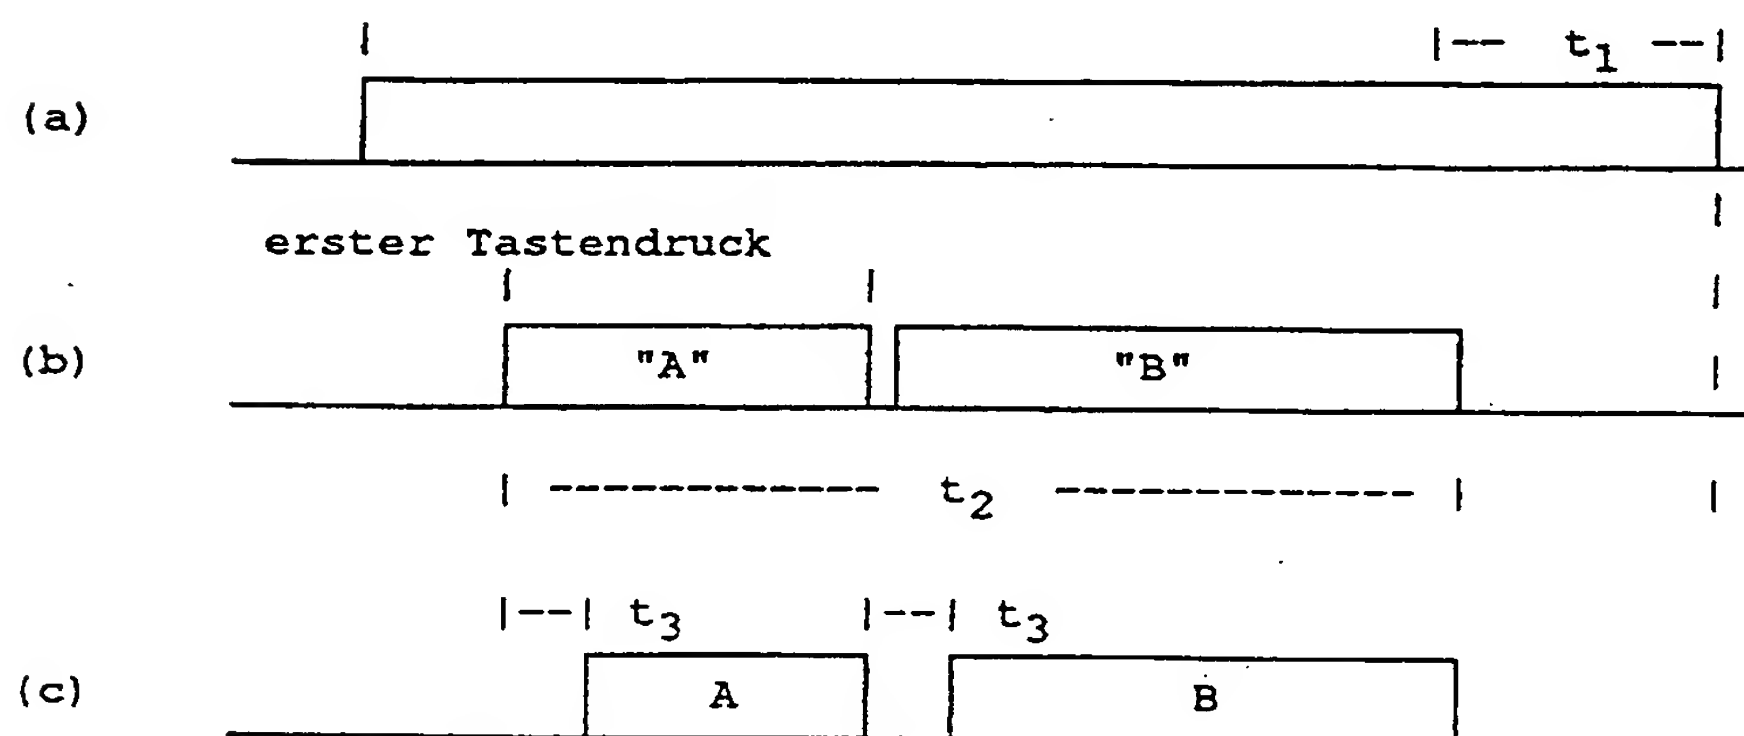 t1
(a)
erster Tastendruck
(b) "A" "B"
t2
t3 t3
(c) A B